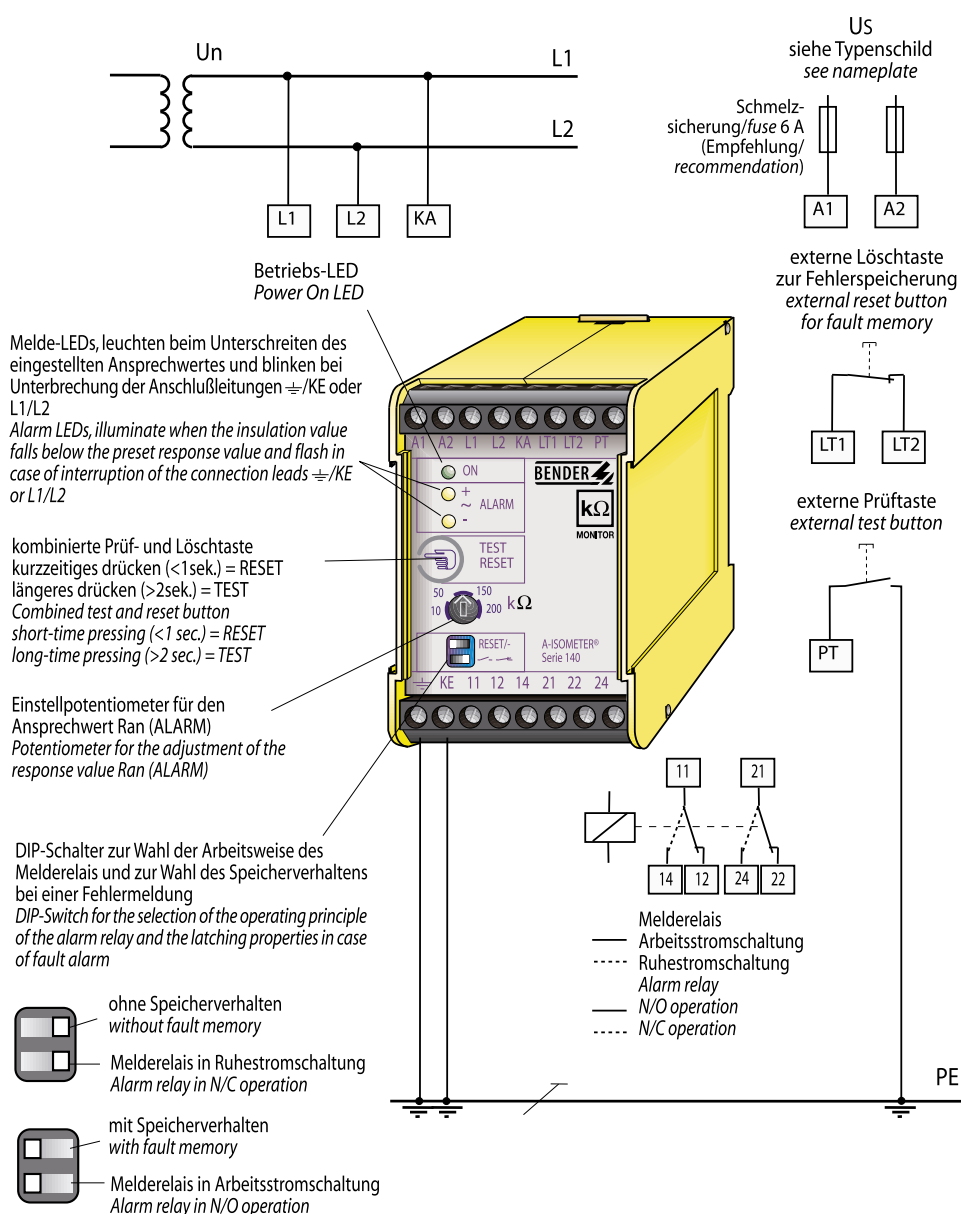 Un
L1
L2
L1
L2
KA
Us
siehe Typenschild
see nameplate
Schmelz-
sicherung/fuse 6 A
(Empfehlung/
recommendation)
A1
A2
Betriebs-LED
Power On LED
externe Löschtaste
zur Fehlerspeicherung
external reset button
for fault memory
LT1
LT2
externe Prüftaste
external test button
PT
Melde-LEDs, leuchten beim Unterschreiten des
eingestellten Ansprechwertes und blinken bei
Unterbrechung der Anschlußleitungen ⏚/KE oder
L1/L2
Alarm LEDs, illuminate when the insulation value
falls below the preset response value and flash in
case of interruption of the connection leads ⏚/KE
or L1/L2
kombinierte Prüf- und Löschtaste
kurzzeitiges drücken (<1sek.) = RESET
längeres drücken (>2sek.) = TEST
Combined test and reset button
short-time pressing (<1 sec.) = RESET
long-time pressing (>2 sec.) = TEST
Einstellpotentiometer für den
Ansprechwert Ran (ALARM)
Potentiometer for the adjustment of the
response value Ran (ALARM)
A1 A2 L1 L2 KA LT1 LT2 PT
ON
+
~ ALARM
-
BENDER
kΩ
MONITOR
TEST
RESET
50 150
10 200 kΩ
RESET/-
A-ISOMETER®
Serie 140
⏚ KE 11 12 14 21 22 24
DIP-Schalter zur Wahl der Arbeitsweise des
Melderelais und zur Wahl des Speicherverhaltens
bei einer Fehlermeldung
DIP-Switch for the selection of the operating principle
of the alarm relay and the latching properties in case
of fault alarm
11
21
14
12
24
22
Melderelais
Arbeitsstromschaltung
Ruhestromschaltung
Alarm relay
N/O operation
N/C operation
ohne Speicherverhalten
without fault memory
Melderelais in Ruhestromschaltung
Alarm relay in N/C operation
PE
mit Speicherverhalten
with fault memory
Melderelais in Arbeitsstromschaltung
Alarm relay in N/O operation